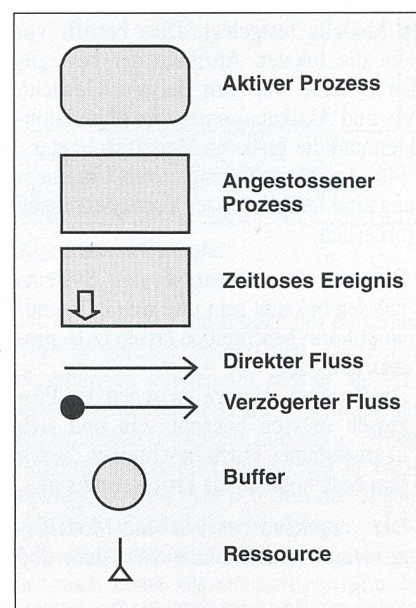 Aktiver Prozess
Angestossener
Prozess
Zeitloses Ereignis
Direkter Fluss
Verzögerter Fluss
Buffer
Ressource